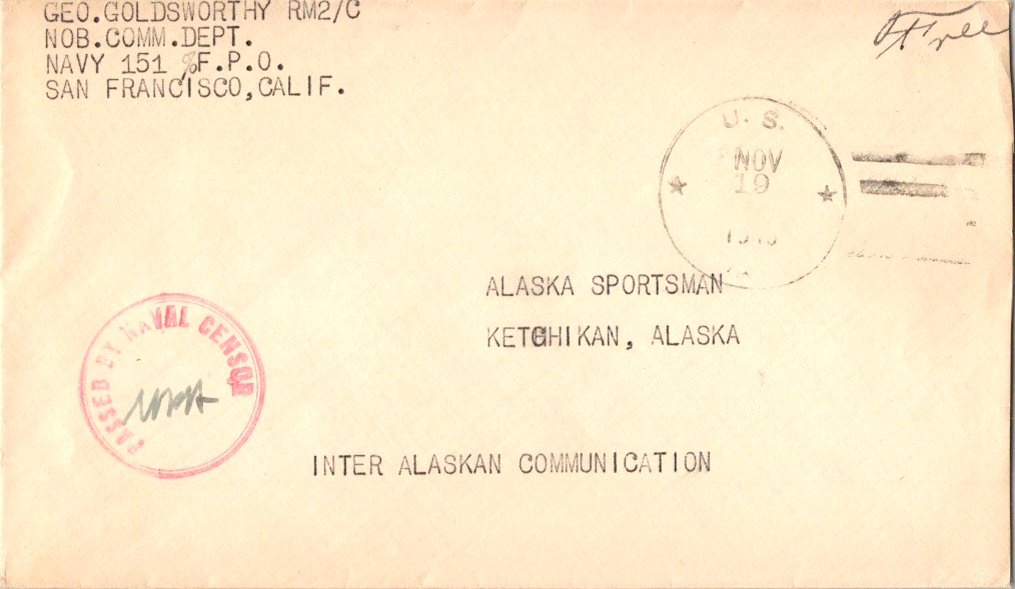 GEO.GOLDSWORTHY RM2/C
NOB.COMM.DEPT.
NAVY 151 %F.P.O.
SAN FRANCISCO,CALIF.
Free
U. S.
NOV
19
ALASKA SPORTSMAN
KETCHIKAN, ALASKA
PASSED BY NAVAL CENSOR
INTER ALASKAN COMMUNICATION